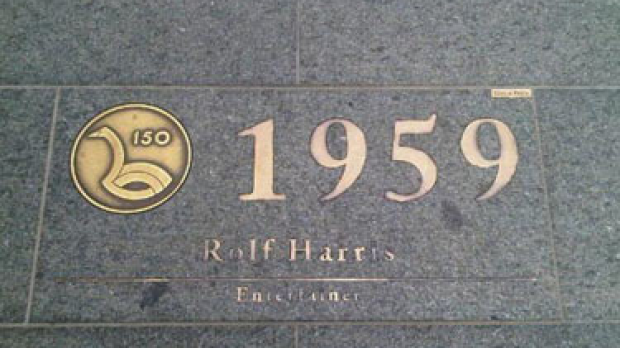 150
1959
Rolf Harris
Entertainer